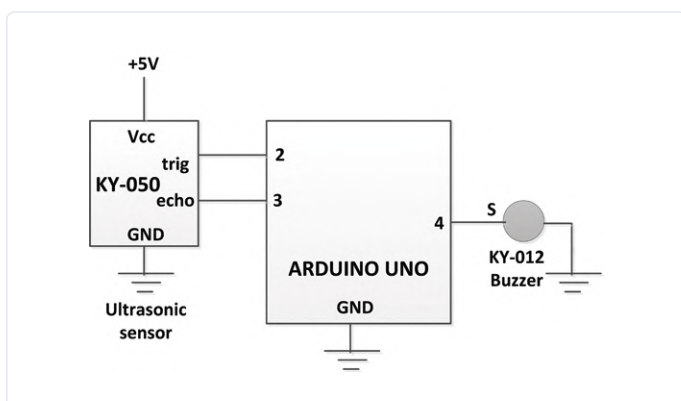 +5V
Vcc
trig
KY-050
echo
GND
Ultrasonic
sensor
2
3
4
ARDUINO UNO
GND
S
KY-012
Buzzer